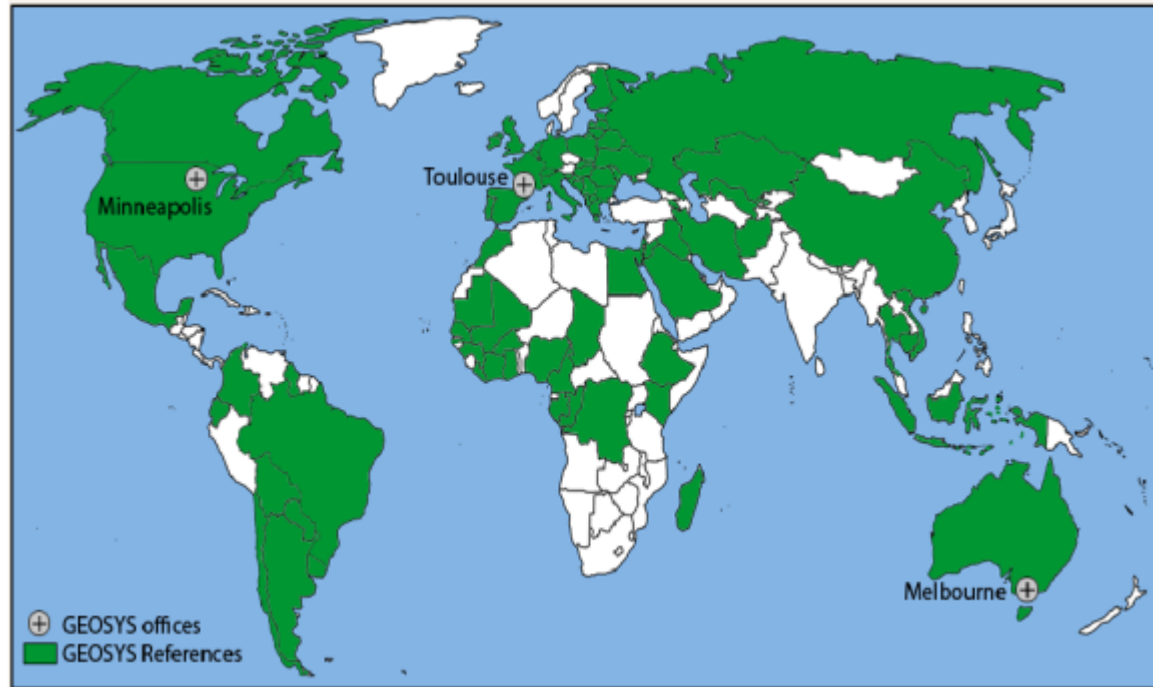 Toulouse
Minneapolis
Melbourne
GEOSYS offices
GEOSYS References